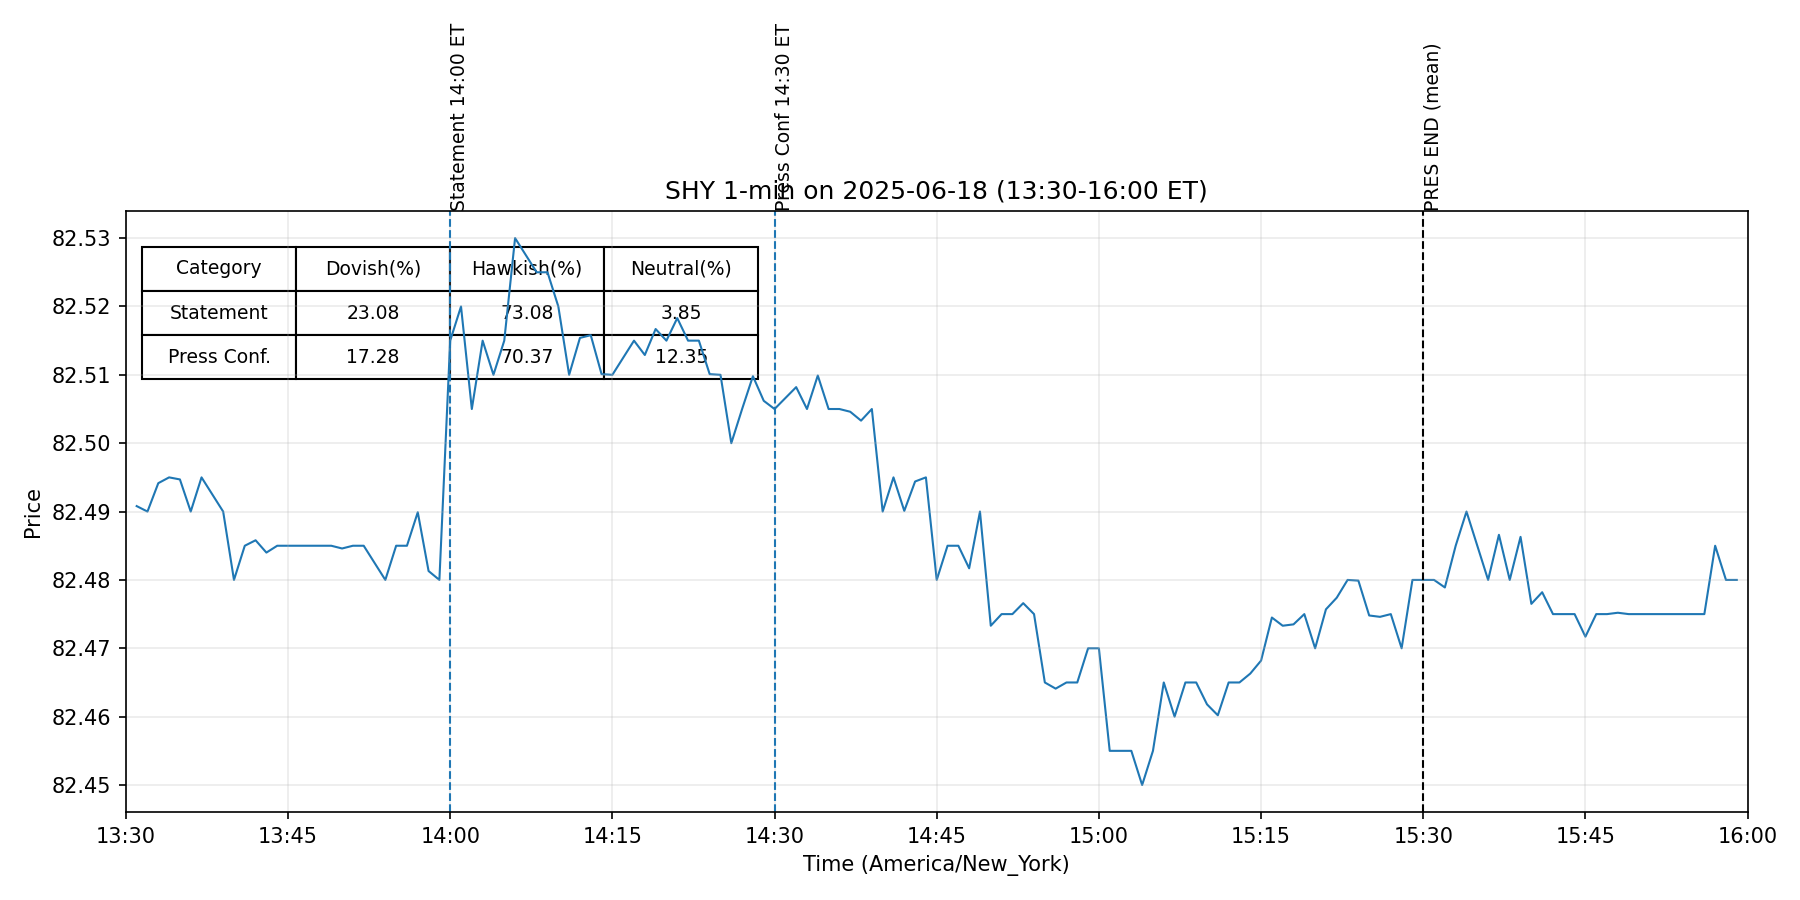 Statement 14:00 ET
Press Conf 14:30 ET
PRES END (mean)
SHY 1-min on 2025-06-18 (13:30-16:00 ET)
Category Dovish(%) Hawkish(%) Neutral(%)
Statement 23.08 73.08 3.85
Press Conf. 17.28 70.37 12.35
82.53
82.52
82.51
82.50
82.49
82.48
82.47
82.46
82.45
Price
13:30 13:45 14:00 14:15 14:30 14:45 15:00 15:15 15:30 15:45 16:00
Time (America/New_York)